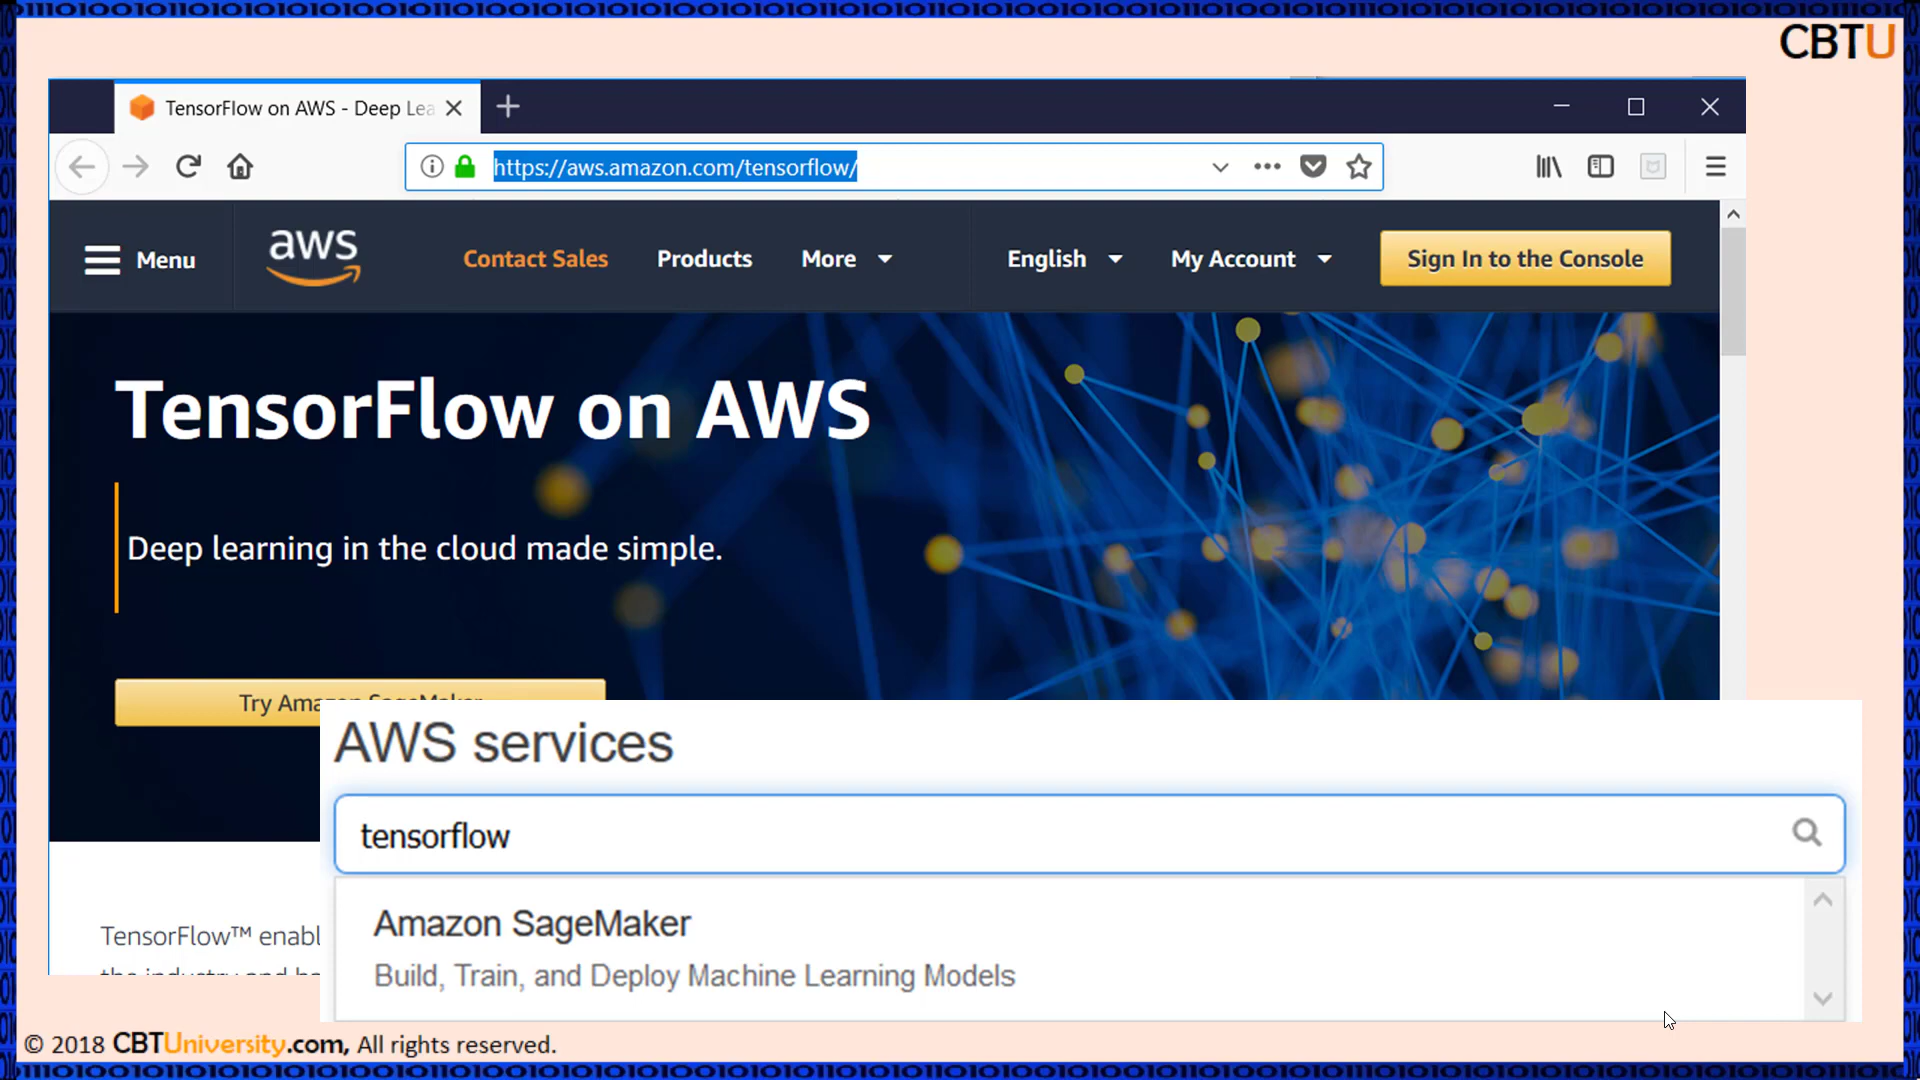 CBTU
TensorFlow on AWS - Deep Lea
https://aws.amazon.com/tensorflow/
Menu
aws
Contact Sales
Products
More
English
My Account
Sign In to the Console
TensorFlow on AWS
Deep learning in the cloud made simple.
Try Amazon SageMaker
AWS services
tensorflow
Amazon SageMaker
Build, Train, and Deploy Machine Learning Models
TensorFlow™ enabl
© 2018 CBTUniversity.com, All rights reserved.